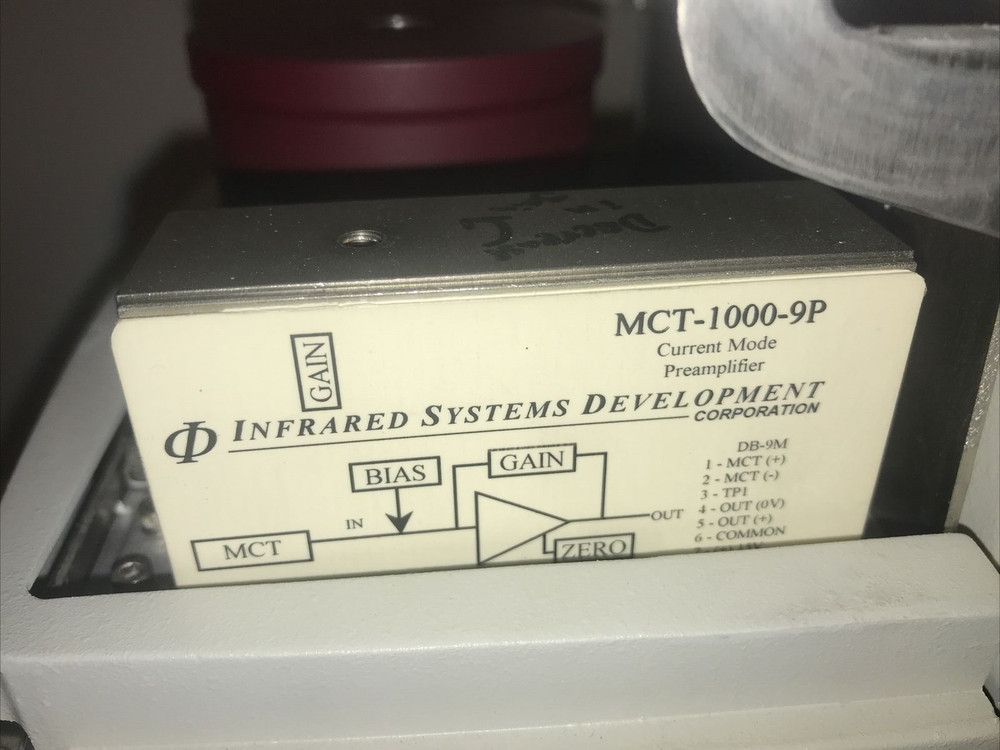 MCT-1000-9P
Current Mode
Preamplifier
GAIN
Φ INFRARED SYSTEMS DEVELOPMENT
CORPORATION
BIAS
GAIN
IN
MCT
OUT
ZERO
DB-9M
1 - MCT (+)
2 - MCT (-)
3 - TP1
4 - OUT (0V)
5 - OUT (+)
6 - COMMON